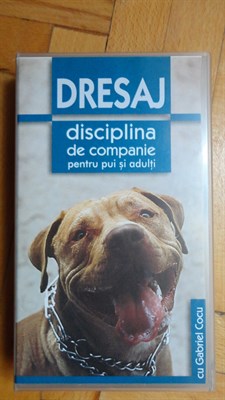 DRESAJ
disciplina
de companie
pentru pui și adulți
cu Gabriel Cocu